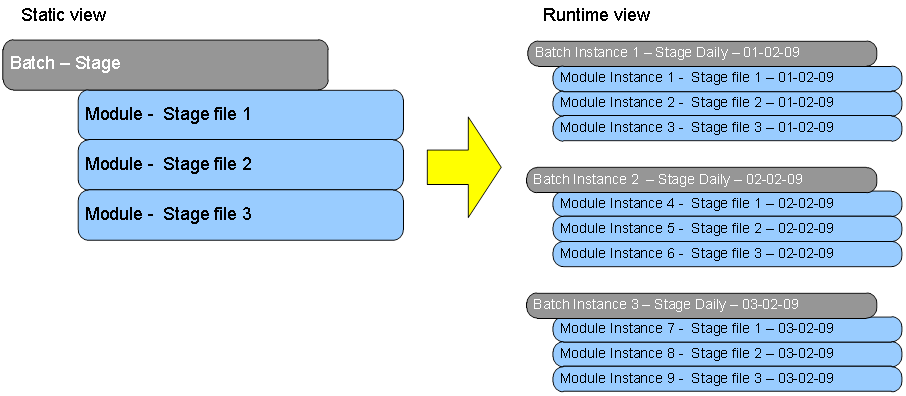 Static view
Batch – Stage
Module -  Stage file 1
Module -  Stage file 2
Module -  Stage file 3
Runtime view
Batch Instance 1 – Stage Daily – 01-02-09
Module Instance 1 -  Stage file 1 – 01-02-09
Module Instance 2 -  Stage file 2 – 01-02-09
Module Instance 3 -  Stage file 3 – 01-02-09
Batch Instance 2  – Stage Daily – 02-02-09
Module Instance 4 -  Stage file 1 – 02-02-09
Module Instance 5 -  Stage file 2 – 02-02-09
Module Instance 6 -  Stage file 3 – 02-02-09
Batch Instance 3 – Stage Daily – 03-02-09
Module Instance 7 -  Stage file 1 – 03-02-09
Module Instance 8 -  Stage file 2 – 03-02-09
Module Instance 9 -  Stage file 3 – 03-02-09